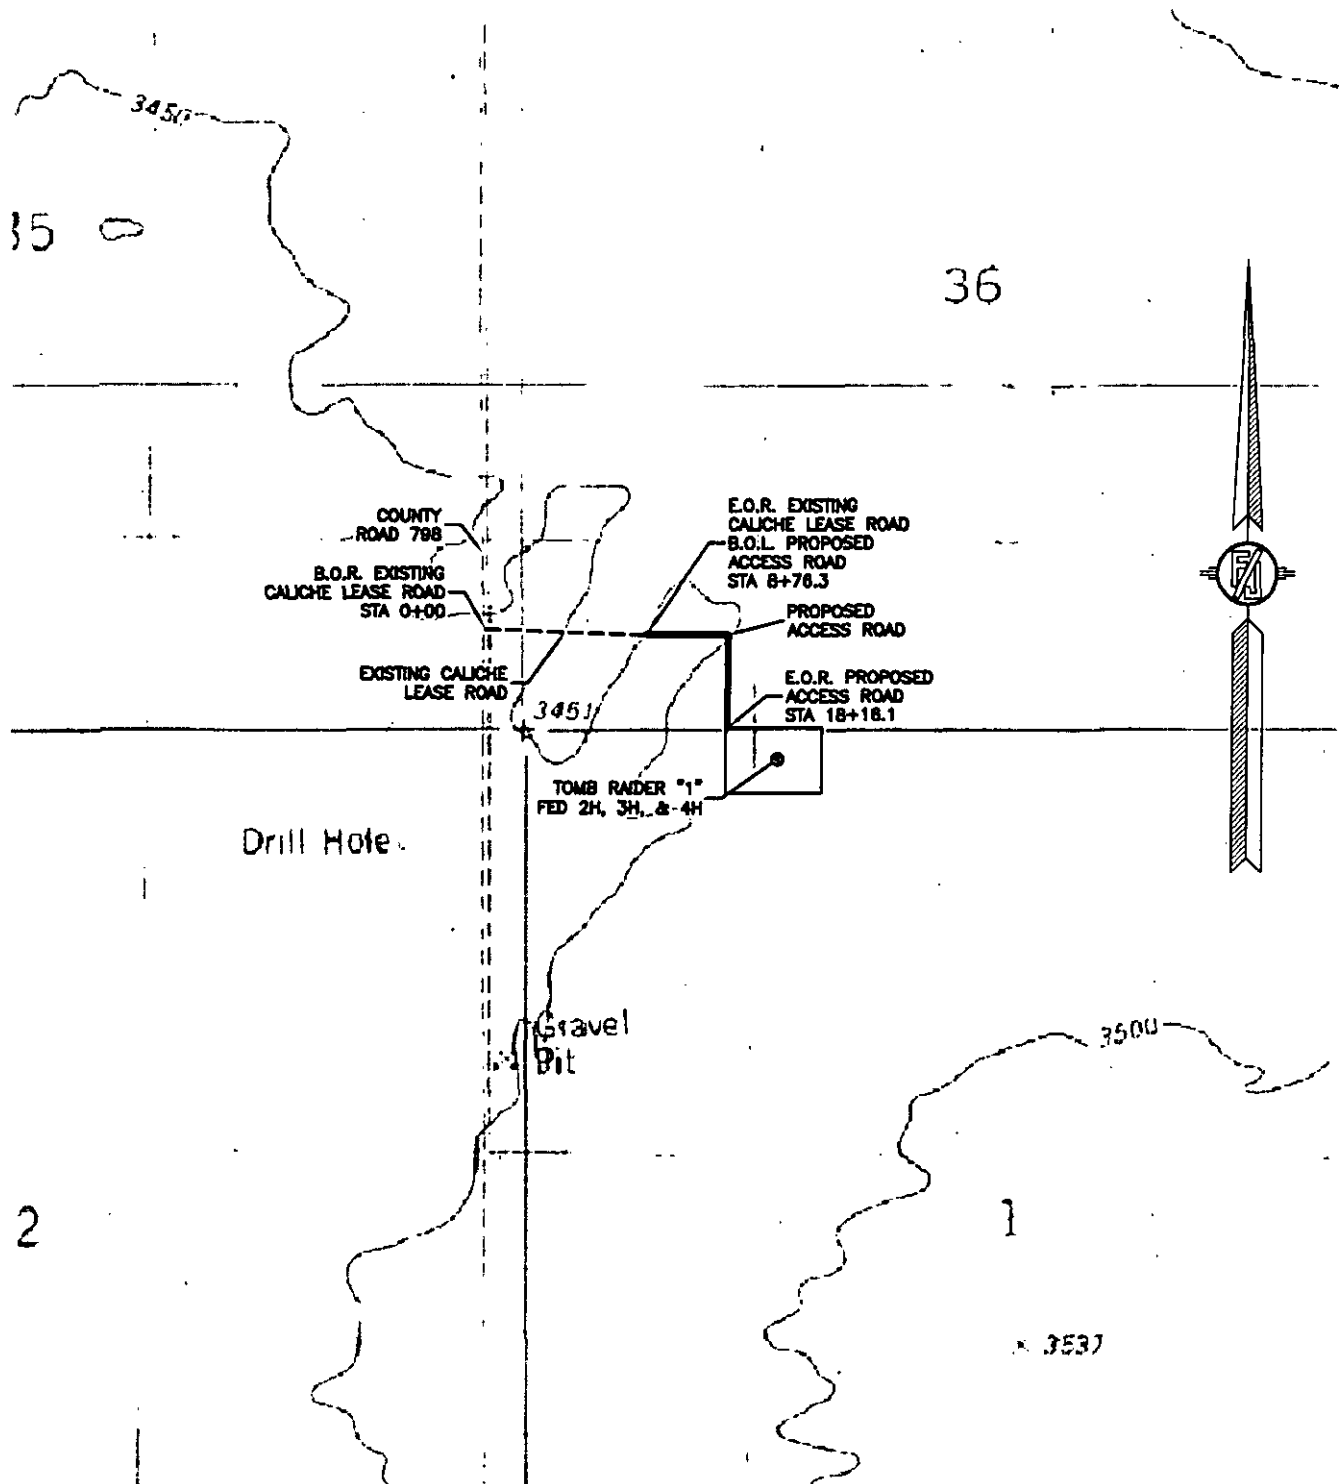 3450
35
36
COUNTY
ROAD 798
B.O.R. EXISTING
CALICHE LEASE ROAD
STA 0+00
E.O.R. EXISTING
CALICHE LEASE ROAD
B.O.L. PROPOSED
ACCESS ROAD
STA 8+76.3
PROPOSED
ACCESS ROAD
EXISTING CALICHE
LEASE ROAD
E.O.R. PROPOSED
ACCESS ROAD
STA 18+16.1
3451
TOMB RAIDER "1"
FED 2H, 3H, & 4H
Drill Hole
Gravel
Pit
3500
2
1
3537